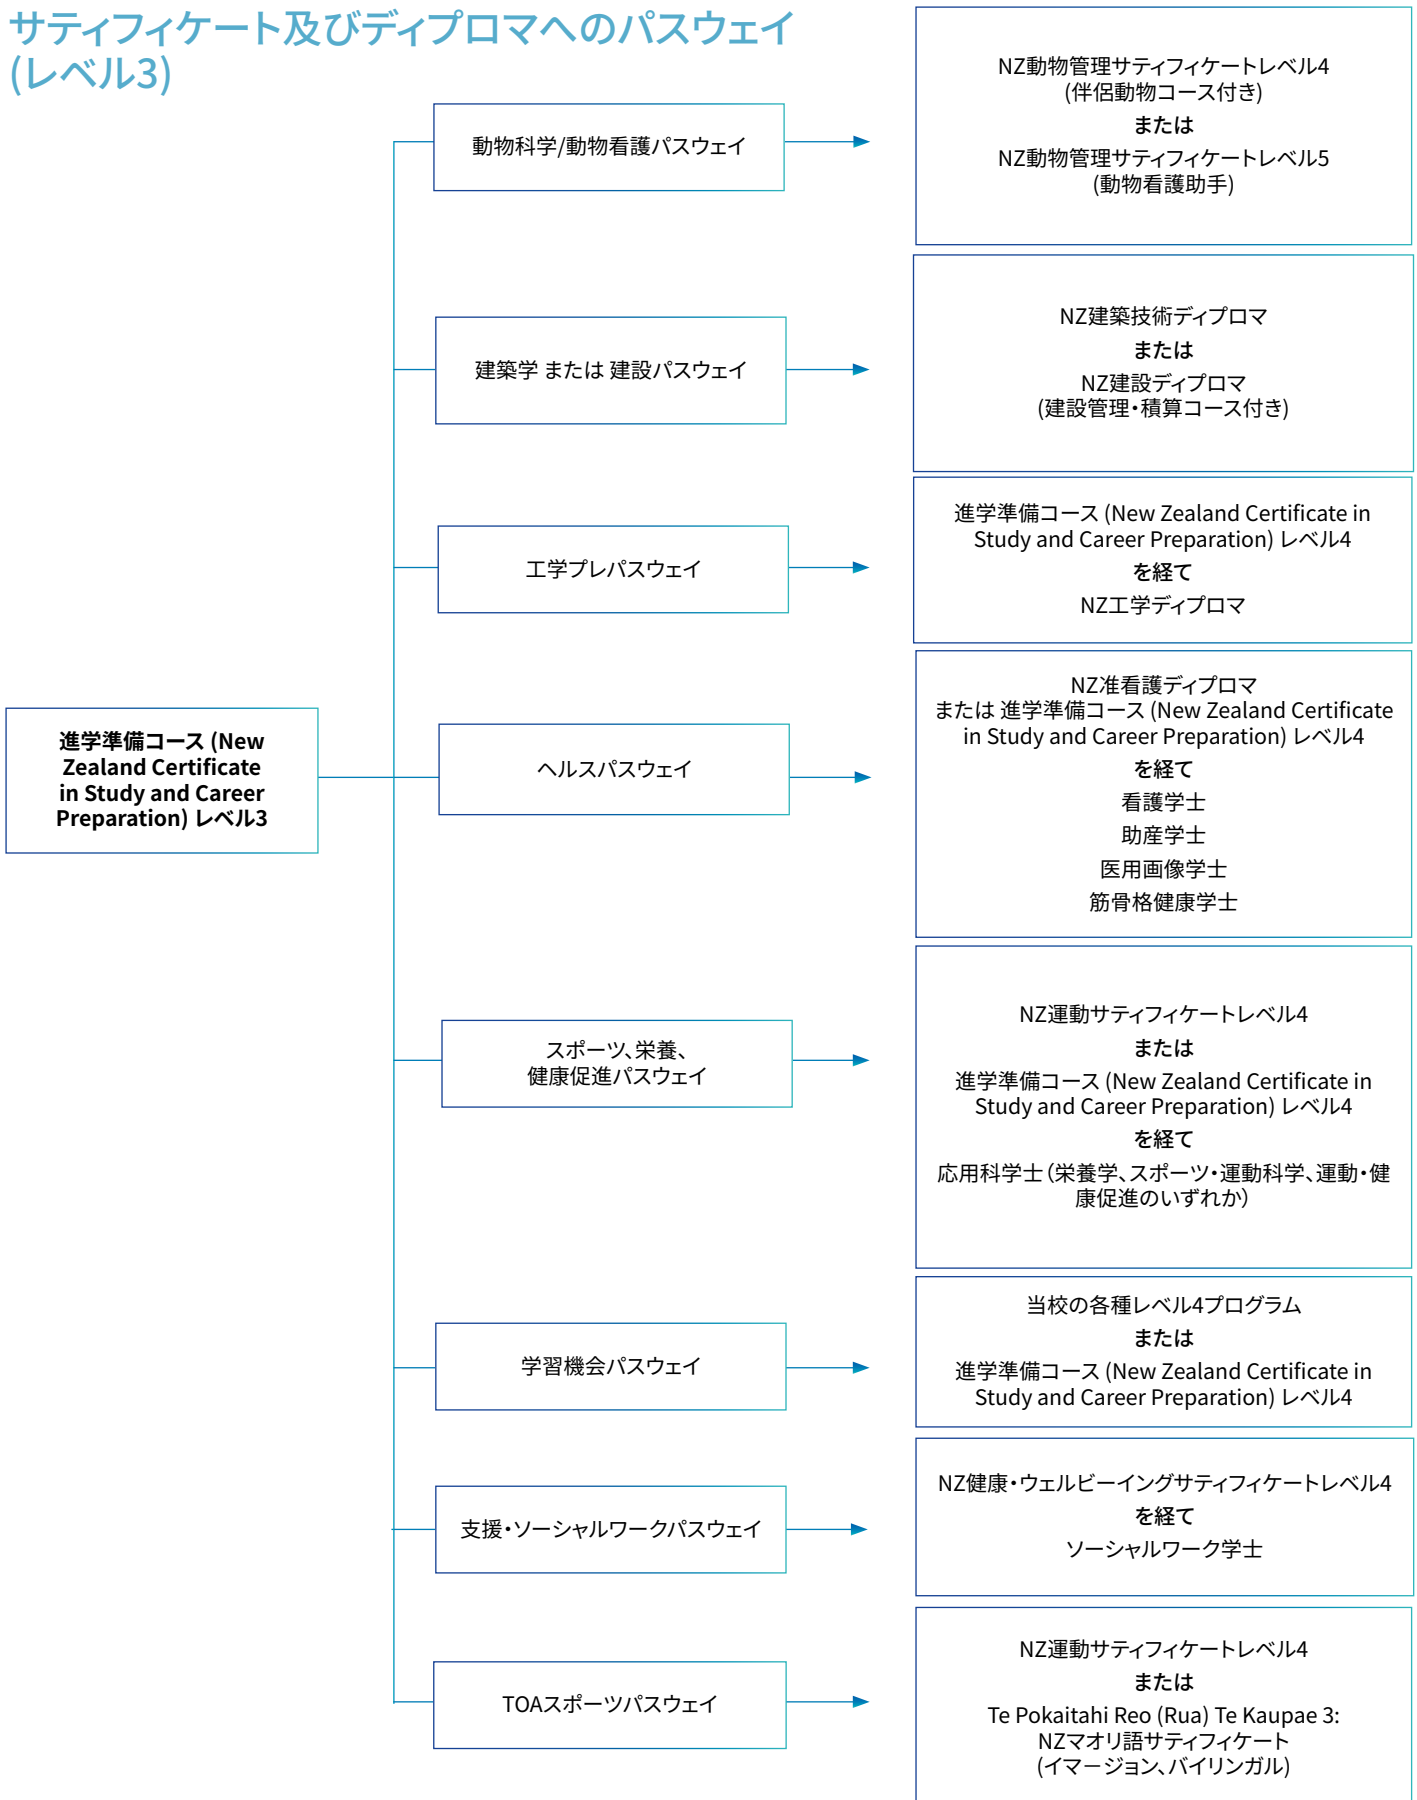 サティフィケート及びディプロマへのパスウェイ
(レベル3)
進学準備コース (New
Zealand Certificate
in Study and Career
Preparation) レベル3
動物科学/動物看護パスウェイ
NZ動物管理サティフィケートレベル4
(伴侶動物コース付き)
または
NZ動物管理サティフィケートレベル5
(動物看護助手)
建築学 または 建設パスウェイ
NZ建築技術ディプロマ
または
NZ建設ディプロマ
(建設管理・積算コース付き)
工学プレパスウェイ
進学準備コース (New Zealand Certificate in
Study and Career Preparation) レベル4
を経て
NZ工学ディプロマ
ヘルスパスウェイ
NZ准看護ディプロマ
または 進学準備コース (New Zealand Certificate
in Study and Career Preparation) レベル4
を経て
看護学士
助産学士
医用画像学士
筋骨格健康学士
スポーツ、栄養、
健康促進パスウェイ
NZ運動サティフィケートレベル4
または
進学準備コース (New Zealand Certificate in
Study and Career Preparation) レベル4
を経て
応用科学士（栄養学、スポーツ・運動科学、運動・健
康促進のいずれか）
学習機会パスウェイ
当校の各種レベル4プログラム
または
進学準備コース (New Zealand Certificate in
Study and Career Preparation) レベル4
支援・ソーシャルワークパスウェイ
NZ健康・ウェルビーイングサティフィケートレベル4
を経て
ソーシャルワーク学士
TOAスポーツパスウェイ
NZ運動サティフィケートレベル4
または
Te Pokaitahi Reo (Rua) Te Kaupae 3:
NZマオリ語サティフィケート
(イマージョン、バイリンガル)